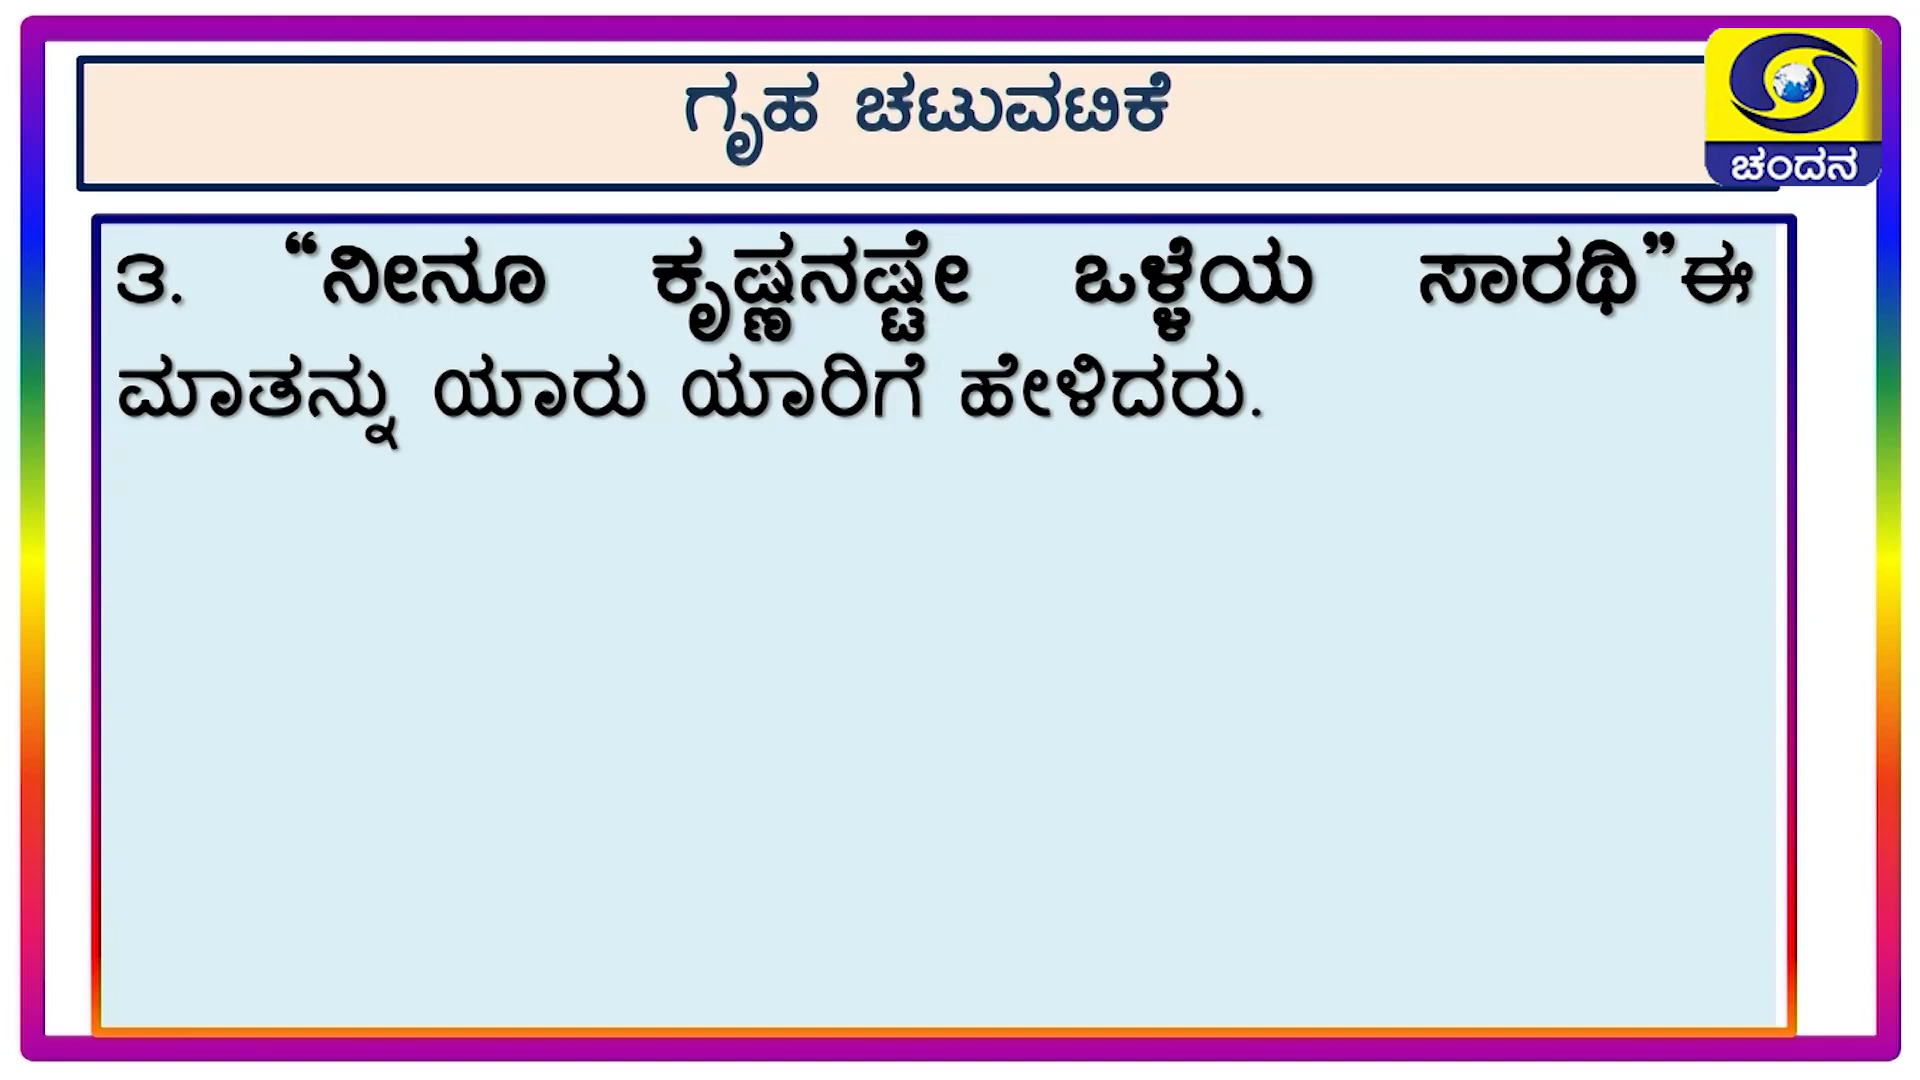 ಗೃಹ ಚಟುವಟಿಕೆ
ಚಂದನ
೩. “ನೀನೂ ಕೃಷ್ಣನಷ್ಟೇ ಒಳ್ಳೆಯ ಸಾರಥಿ”ಈ
ಮಾತನ್ನು ಯಾರು ಯಾರಿಗೆ ಹೇಳಿದರು.